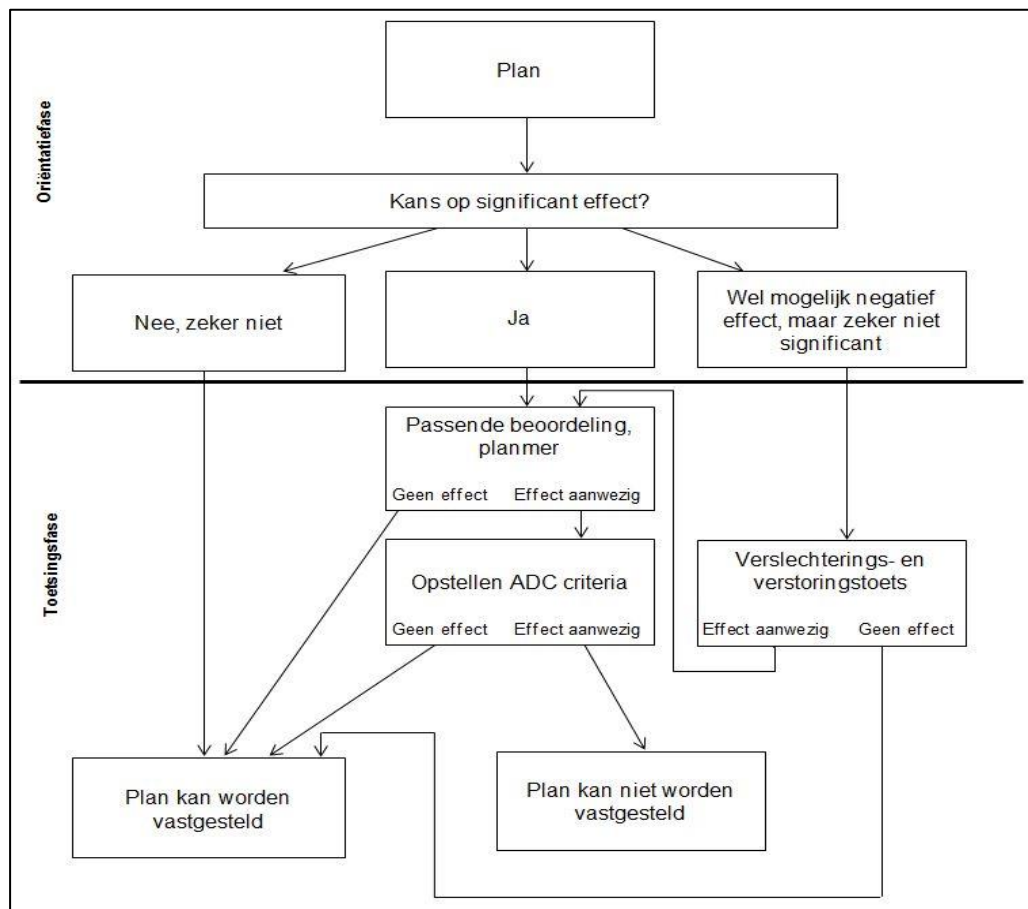 Oriëntatiefase
Plan
Kans op significant effect?
Nee, zeker niet
Ja
Wel mogelijk negatief
effect, maar zeker niet
significant
Toetsingsfase
Passende beoordeling,
planmer
Geen effect Effect aanwezig
Opstellen ADC criteria
Geen effect Effect aanwezig
Verslechterings- en
verstoringstoets
Effect aanwezig Geen effect
Plan kan worden
vastgesteld
Plan kan niet worden
vastgesteld